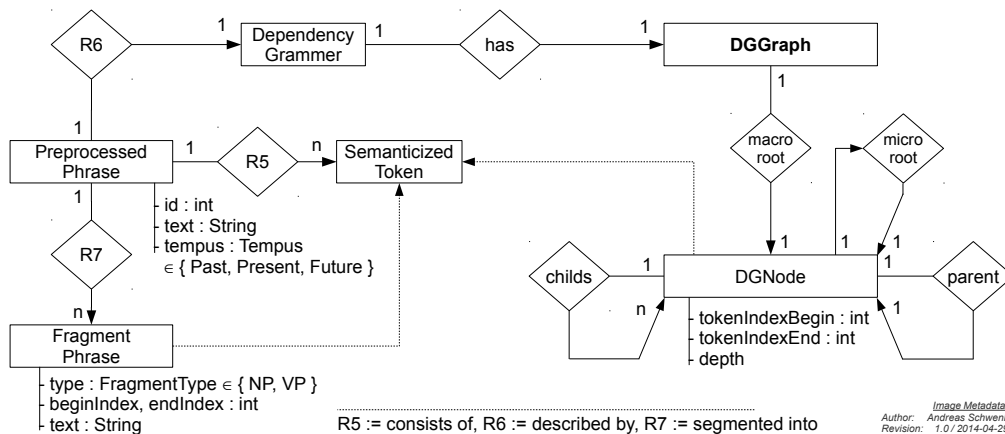 R6
1
1
Dependency
Grammer
1
has
1
DGGraph
1
1
Preprocessed
Phrase
1
R5
n
Semanticized
Token
macro
root
micro
root
1
- id : int
- text : String
- tempus : Tempus
∈ { Past, Present, Future }
R7
n
Fragment
Phrase
- type : FragmentType ∈ { NP, VP }
- beginIndex, endIndex : int
- text : String
1
1
1
childs
1
n
DGNode
1
parent
1
- tokenIndexBegin : int
- tokenIndexEnd : int
- depth
R5 := consists of, R6 := described by, R7 := segmented into
Image Metadata
Author: Andreas Schwenk
Revision: 1.0 / 2014-04-29